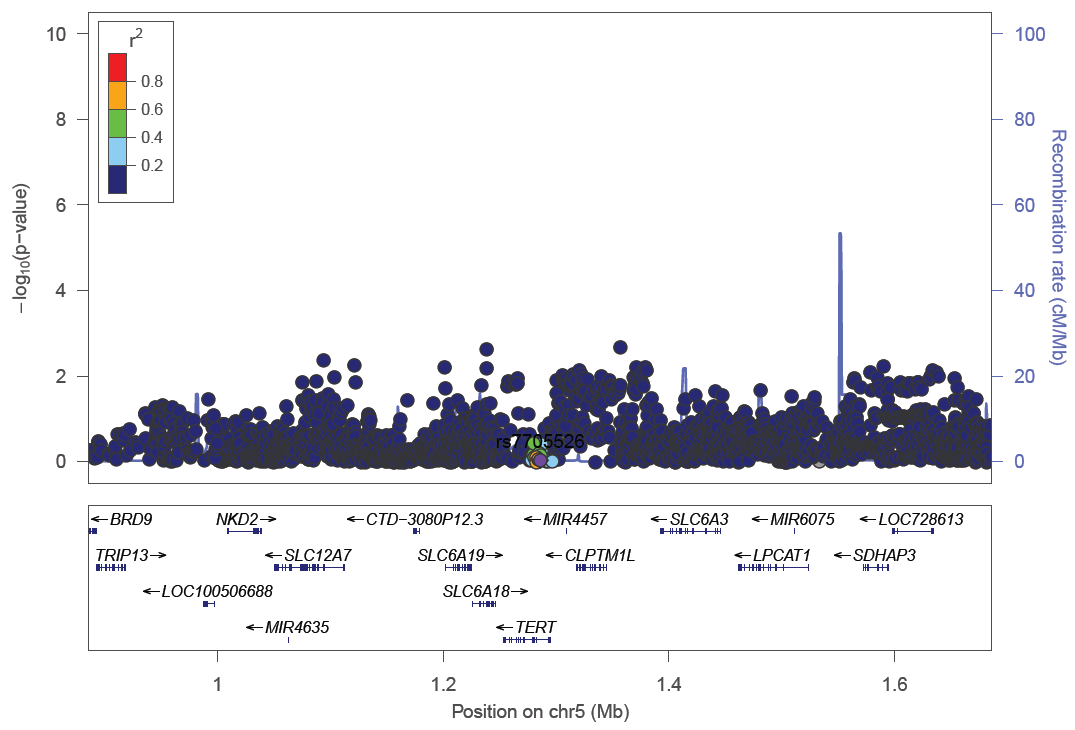 r2
0.8
0.6
0.4
0.2
10
8
6
4
2
0
−log10(p−value)
100
80
60
40
20
0
Recombination rate (cM/Mb)
rs7705526
←BRD9 NKD2→ ←CTD−3080P12.3 ←MIR4457 ←SLC6A3 ←MIR6075 ←LOC728613
TRIP13→ ←SLC12A7 SLC6A19→ ←CLPTM1L ←LPCAT1 ←SDHAP3
←LOC100506688 SLC6A18→
←MIR4635 ←TERT
1 1.2 1.4 1.6
Position on chr5 (Mb)